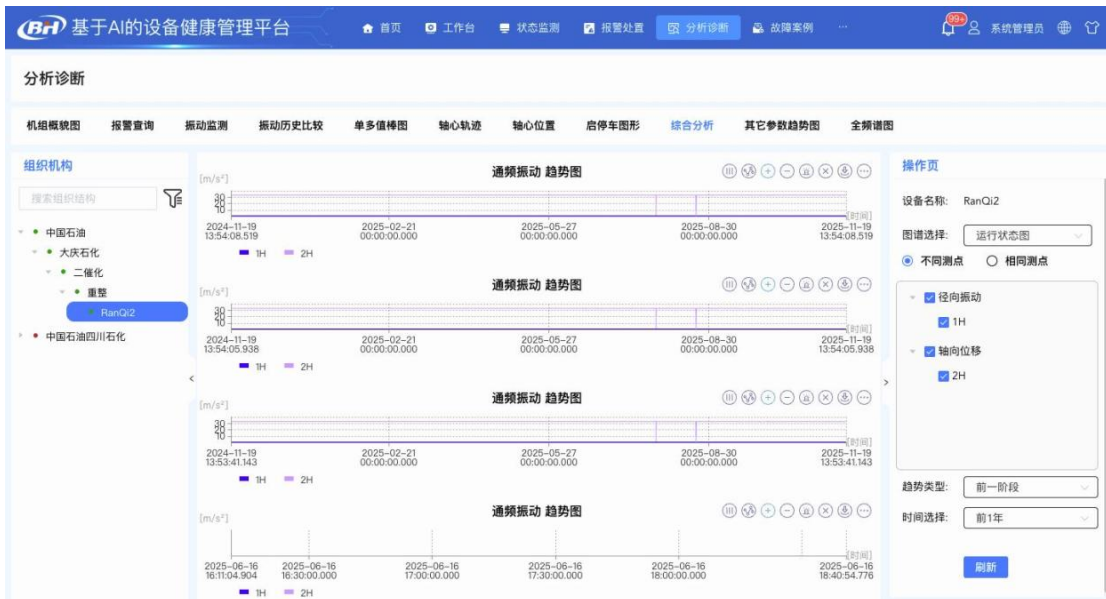 BH 基于AI的设备健康管理平台 首页 工作台 状态监测 报警处置 分析诊断 故障案例 ... 99+ 系统管理员
分析诊断
机组概貌图 报警查询 振动监测 振动历史比较 单多值棒图 轴心轨迹 轴心位置 启停车图形 综合分析 其它参数趋势图 全频谱图
组织机构
搜索组织结构
中国石油
大庆石化
二催化
重整
RanQi2
中国石油四川石化
通频振动 趋势图
[m/s²]
30
20
10
[时间]
2024-11-19 2025-02-21 2025-05-27 2025-08-30 2025-11-19
13:54:08.519 00:00:00.000 00:00:00.000 00:00:00.000 13:54:08.519
1H 2H
通频振动 趋势图
[m/s²]
30
20
10
[时间]
2024-11-19 2025-02-21 2025-05-27 2025-08-30 2025-11-19
13:54:05.938 00:00:00.000 00:00:00.000 00:00:00.000 13:54:05.938
1H 2H
通频振动 趋势图
[m/s²]
30
20
10
[时间]
2024-11-19 2025-02-21 2025-05-27 2025-08-30 2025-11-19
13:53:41.143 00:00:00.000 00:00:00.000 00:00:00.000 13:53:41.143
1H 2H
通频振动 趋势图
[m/s²]
[时间]
2025-06-16 2025-06-16 2025-06-16 2025-06-16 2025-06-16 2025-06-16
16:11:04.904 16:30:00.000 17:00:00.000 17:30:00.000 18:00:00.000 18:40:54.776
1H 2H
操作页
设备名称: RanQi2
图谱选择: 运行状态图
不同测点 相同测点
径向振动
1H
轴向位移
2H
趋势类型: 前一阶段
时间选择: 前1年
刷新